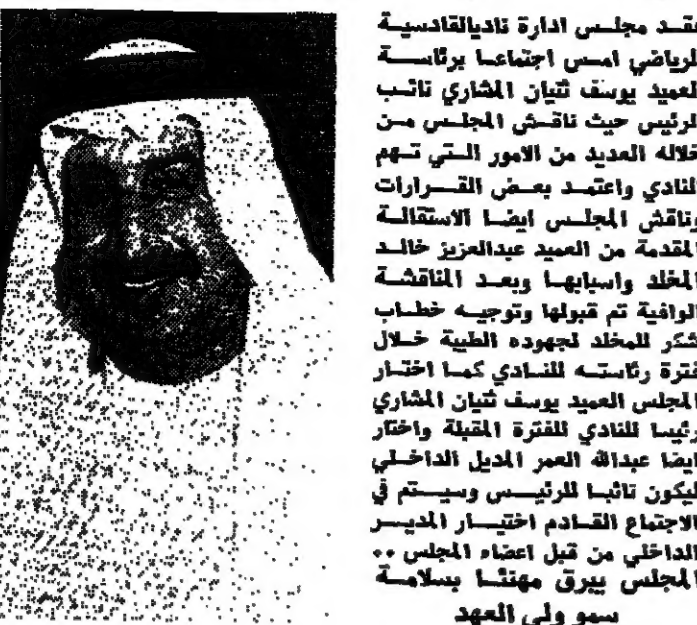 عقد مجلس ادارة ناديالقادسية
الرياضي امس اجتماعا برئاسة
العميد يوسف ثنيان المشاري نائب
الرئيس حيث ناقش المجلس من
خلاله العديد من الامور التي تهم
النادي واعتمد بعض القرارات
وناقش المجلس ايضا الاستقالة
المقدمة من العميد عبدالعزيز خالد
المخلد واسبابها وبعد المناقشة
الوافية تم قبولها وتوجيه خطاب
شكر للمخلد لجهوده الطيبة خلال
فترة رئاسته للنادي كما اختار
المجلس العميد يوسف ثنيان المشاري
رئيسا للنادي للفترة المقبلة واختار
ايضا عبدالله العمر المديل الداخلي
ليكون نائبا للرئيس وسيتم في
الاجتماع القادم اختيار المدير
الداخلي من قبل اعضاء المجلس ..
المجلس يبرق مهنئا بسلامة
سمو ولي العهد